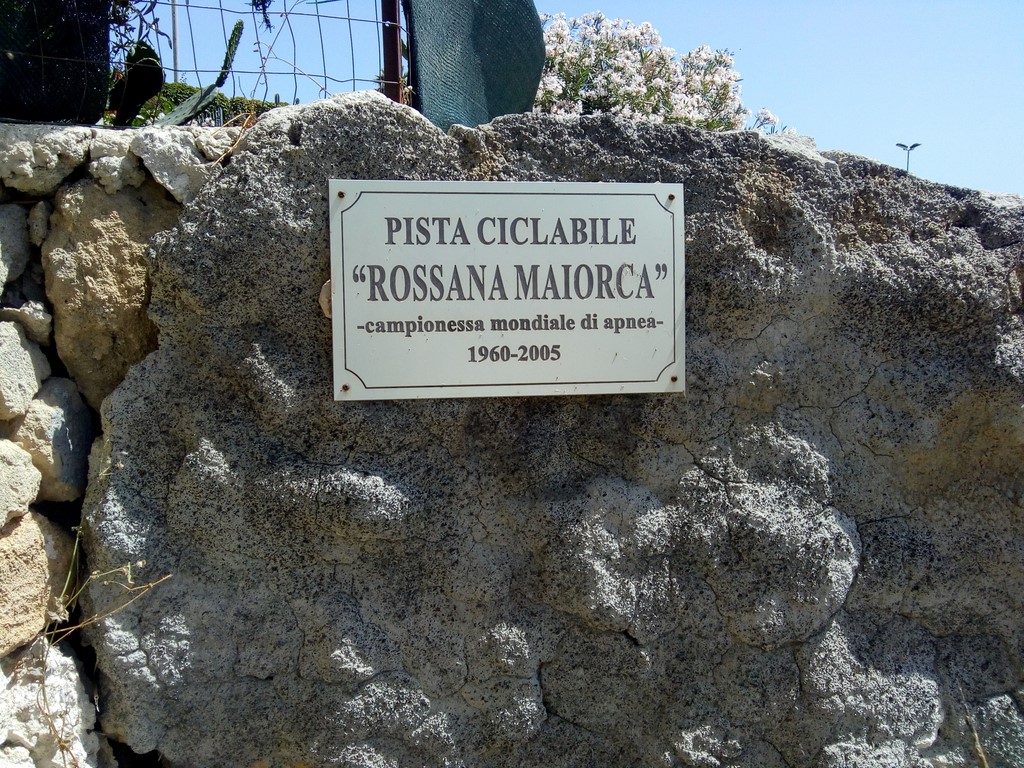 PISTA CICLABILE
“ROSSANA MAIORCA”
-campionessa mondiale di apnea-
1960-2005